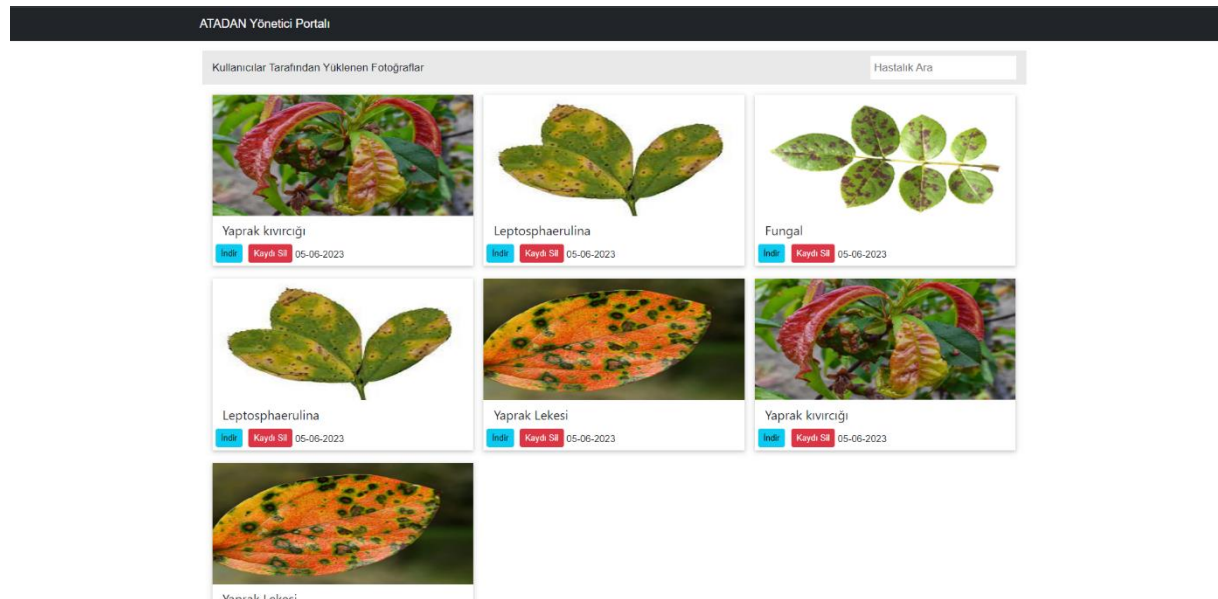 ATADAN Yönetici Portalı
Kullanıcılar Tarafından Yüklenen Fotoğraflar
Hastalık Ara
Yaprak kıvırcığı
Leptosphaerulina
Fungal
İndir Kaydı Sil 05-06-2023
İndir Kaydı Sil 05-06-2023
İndir Kaydı Sil 05-06-2023
Leptosphaerulina
Yaprak Lekesi
Yaprak kıvırcığı
İndir Kaydı Sil 05-06-2023
İndir Kaydı Sil 05-06-2023
İndir Kaydı Sil 05-06-2023
Yaprak Lekesi